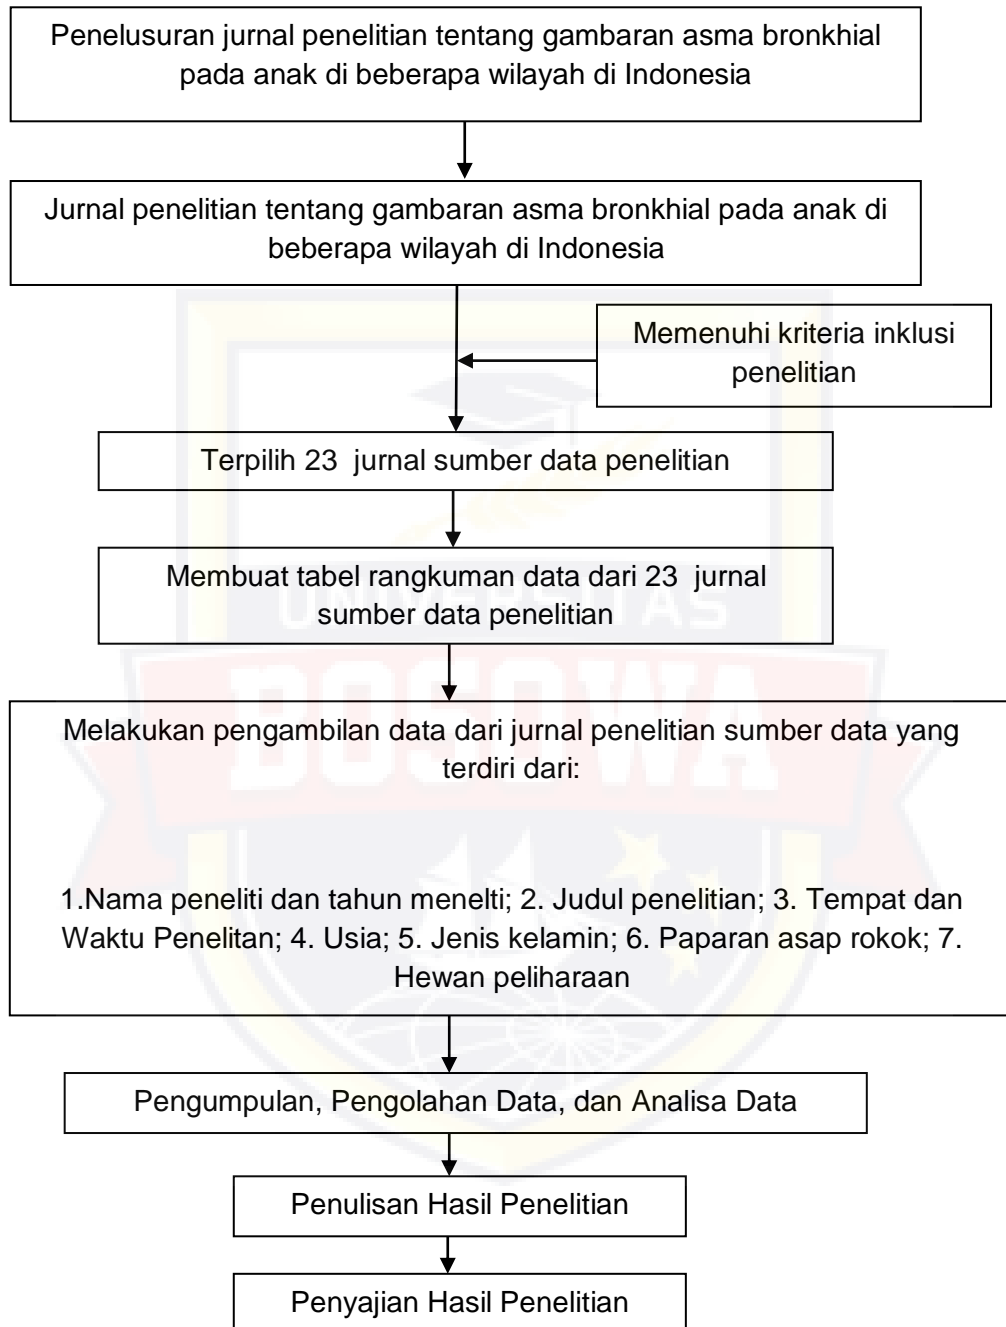 Penelusuran jurnal penelitian tentang gambaran asma bronkhial
pada anak di beberapa wilayah di Indonesia
Jurnal penelitian tentang gambaran asma bronkhial pada anak di
beberapa wilayah di Indonesia
Memenuhi kriteria inklusi
penelitian
Terpilih 23 jurnal sumber data penelitian
Membuat tabel rangkuman data dari 23 jurnal
sumber data penelitian
UNIVERSITAS
BOSOWA
Melakukan pengambilan data dari jurnal penelitian sumber data yang
terdiri dari:
1.Nama peneliti dan tahun menelti; 2. Judul penelitian; 3. Tempat dan
Waktu Penelitan; 4. Usia; 5. Jenis kelamin; 6. Paparan asap rokok; 7.
Hewan peliharaan
Pengumpulan, Pengolahan Data, dan Analisa Data
Penulisan Hasil Penelitian
Penyajian Hasil Penelitian